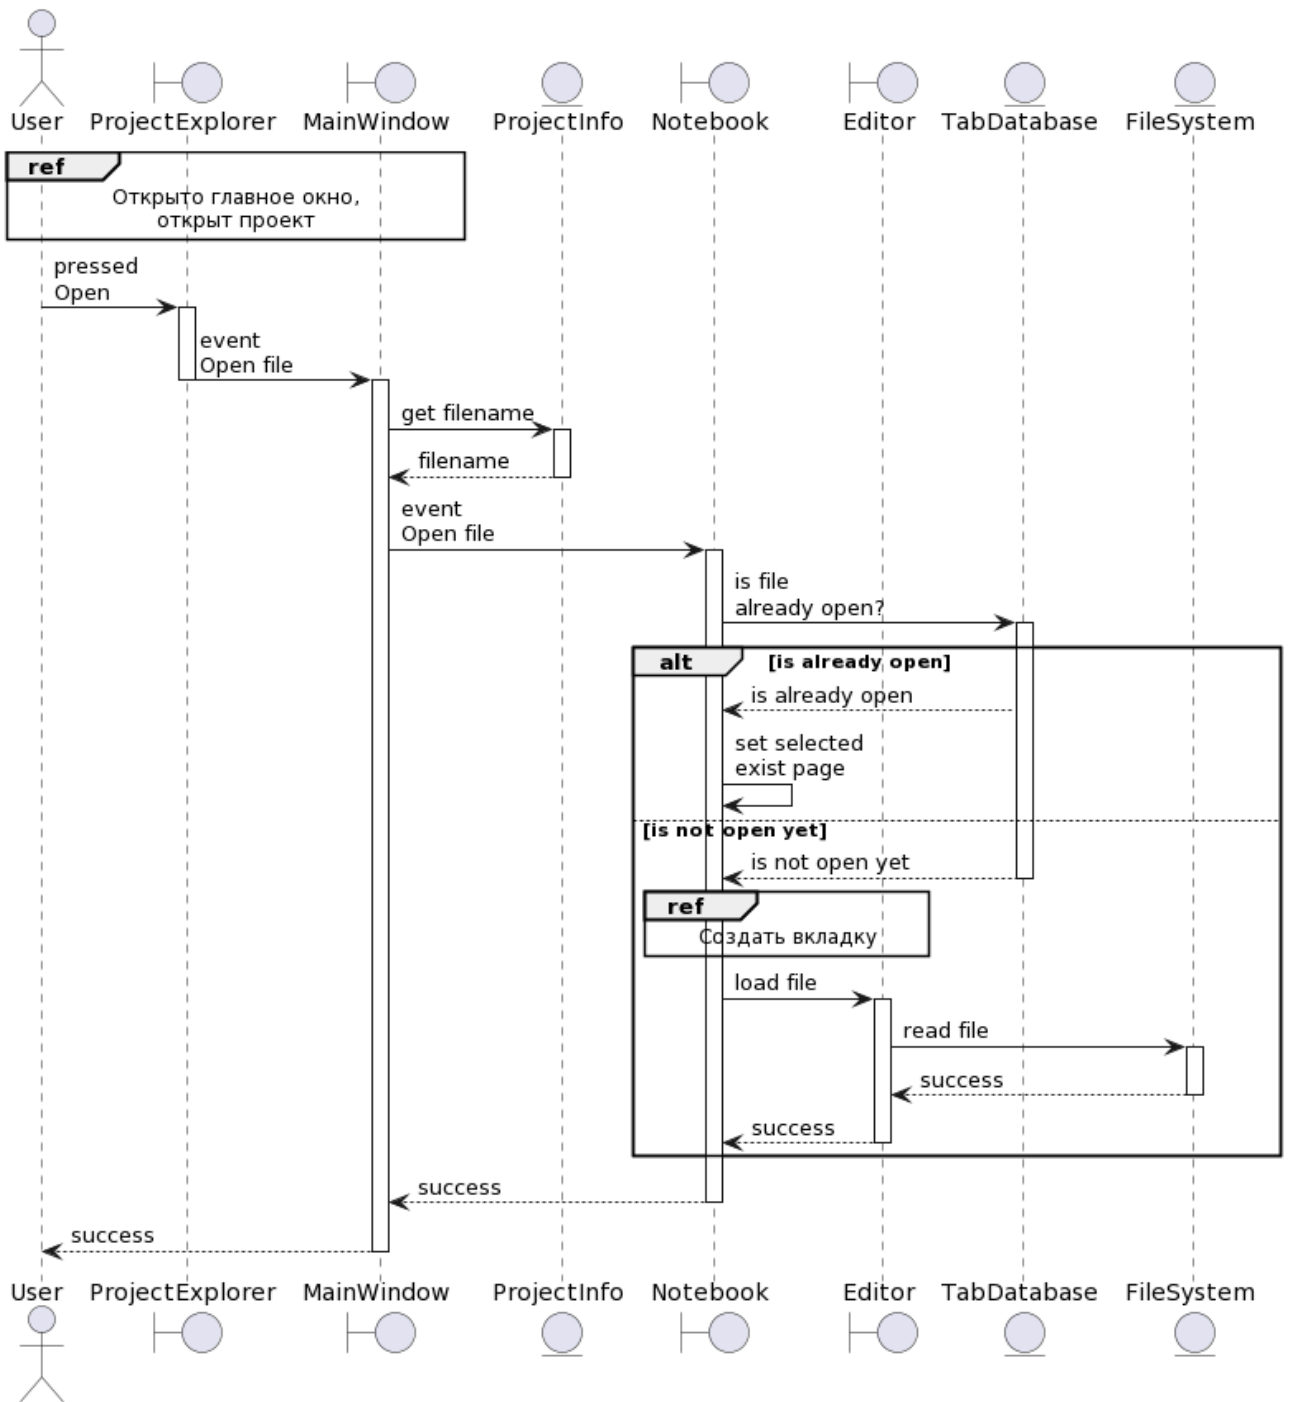 User ProjectExplorer MainWindow ProjectInfo Notebook Editor TabDatabase FileSystem
ref
Открыто главное окно,
открыт проект
pressed
Open
event
Open file
get filename
filename
event
Open file
is file
already open?
alt [is already open]
is already open
set selected
exist page
[is not open yet]
is not open yet
ref
Создать вкладку
load file
read file
success
success
success
success
User ProjectExplorer MainWindow ProjectInfo Notebook Editor TabDatabase FileSystem